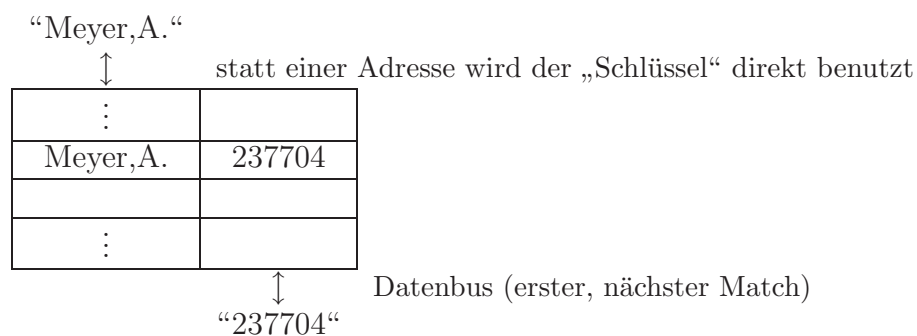 “Meyer,A.“
statt einer Adresse wird der „Schlüssel“ direkt benutzt
⋮
Meyer,A. 237704
⋮
Datenbus (erster, nächster Match)
“237704“